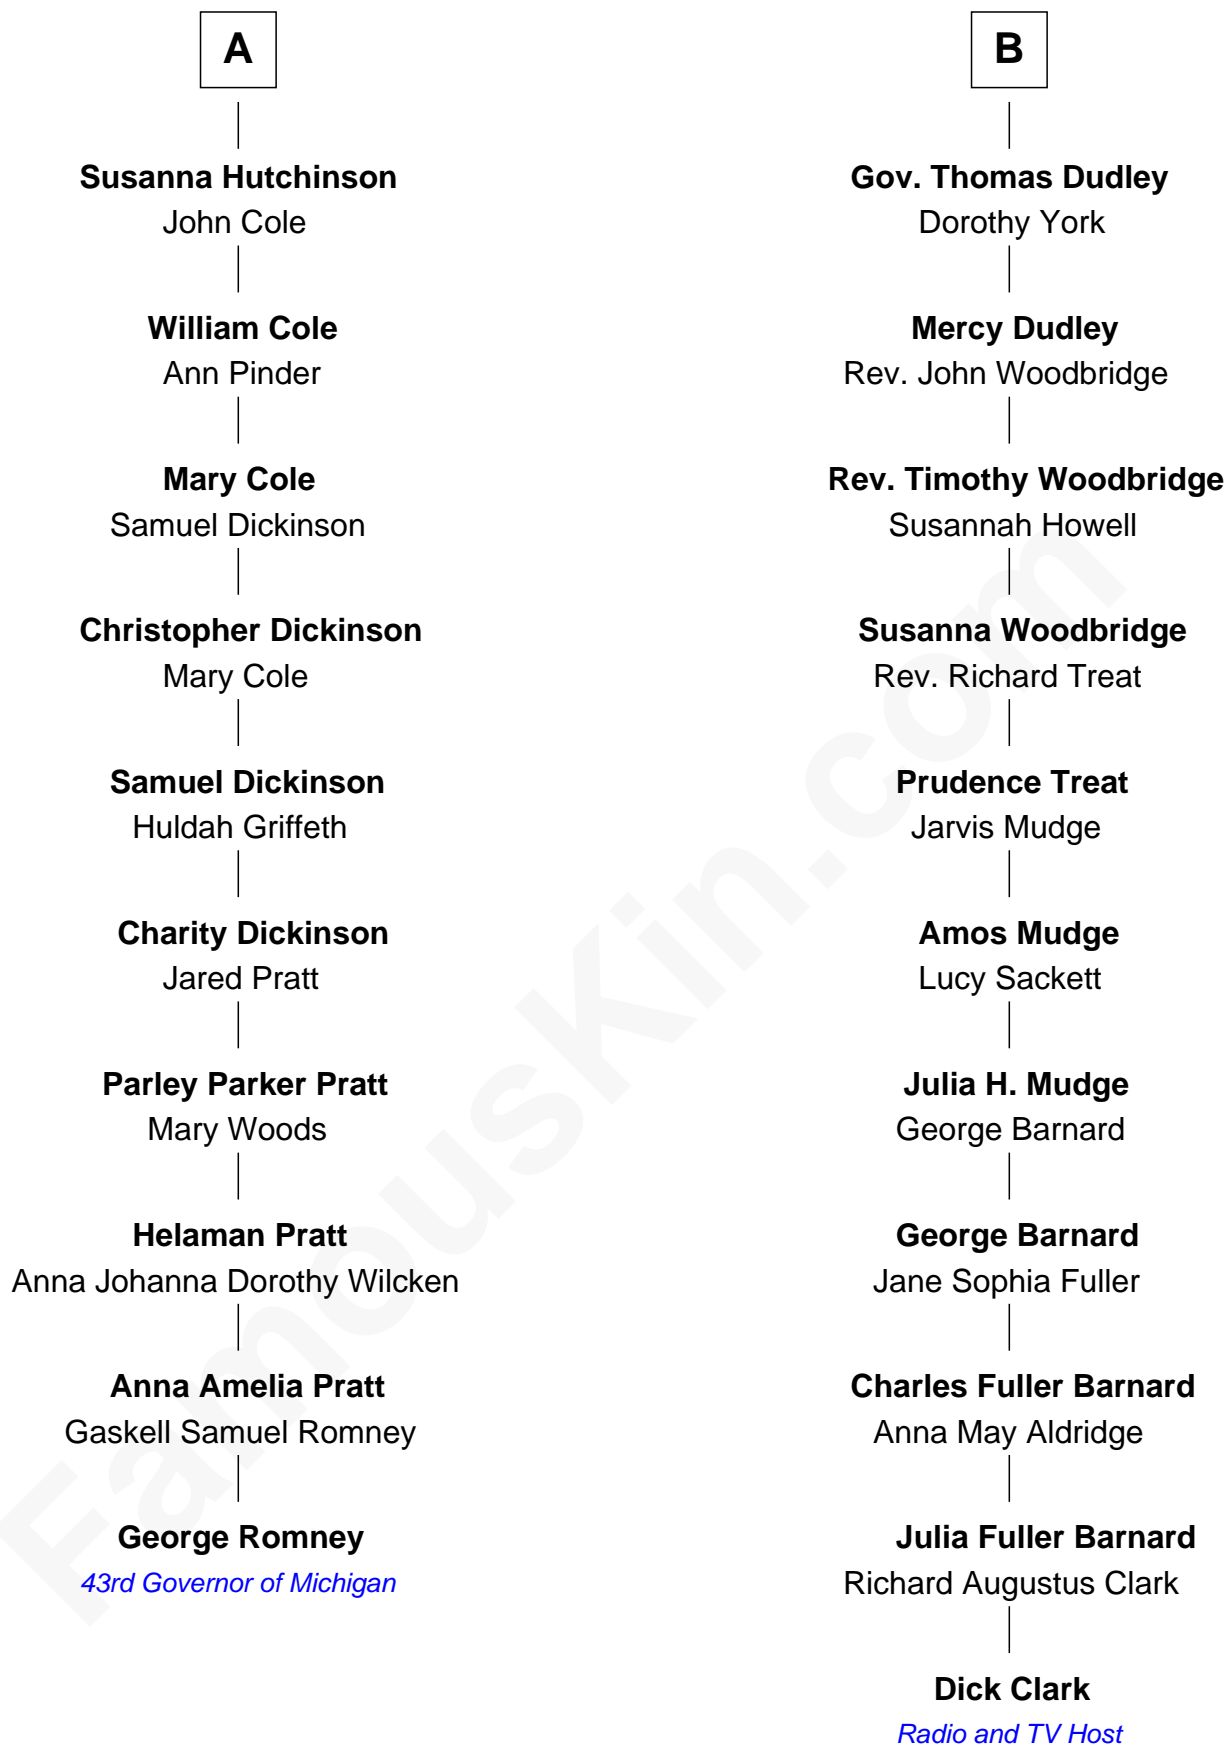 A
Susanna Hutchinson
John Cole
William Cole
Ann Pinder
Mary Cole
Samuel Dickinson
Christopher Dickinson
Mary Cole
Samuel Dickinson
Huldah Griffeth
Charity Dickinson
Jared Pratt
Parley Parker Pratt
Mary Woods
Helaman Pratt
Anna Johanna Dorothy Wilcken
Anna Amelia Pratt
Gaskell Samuel Romney
George Romney
43rd Governor of Michigan
B
Gov. Thomas Dudley
Dorothy York
Mercy Dudley
Rev. John Woodbridge
Rev. Timothy Woodbridge
Susannah Howell
Susanna Woodbridge
Rev. Richard Treat
Prudence Treat
Jarvis Mudge
Amos Mudge
Lucy Sackett
Julia H. Mudge
George Barnard
George Barnard
Jane Sophia Fuller
Charles Fuller Barnard
Anna May Aldridge
Julia Fuller Barnard
Richard Augustus Clark
Dick Clark
Radio and TV Host
FamousKin.com